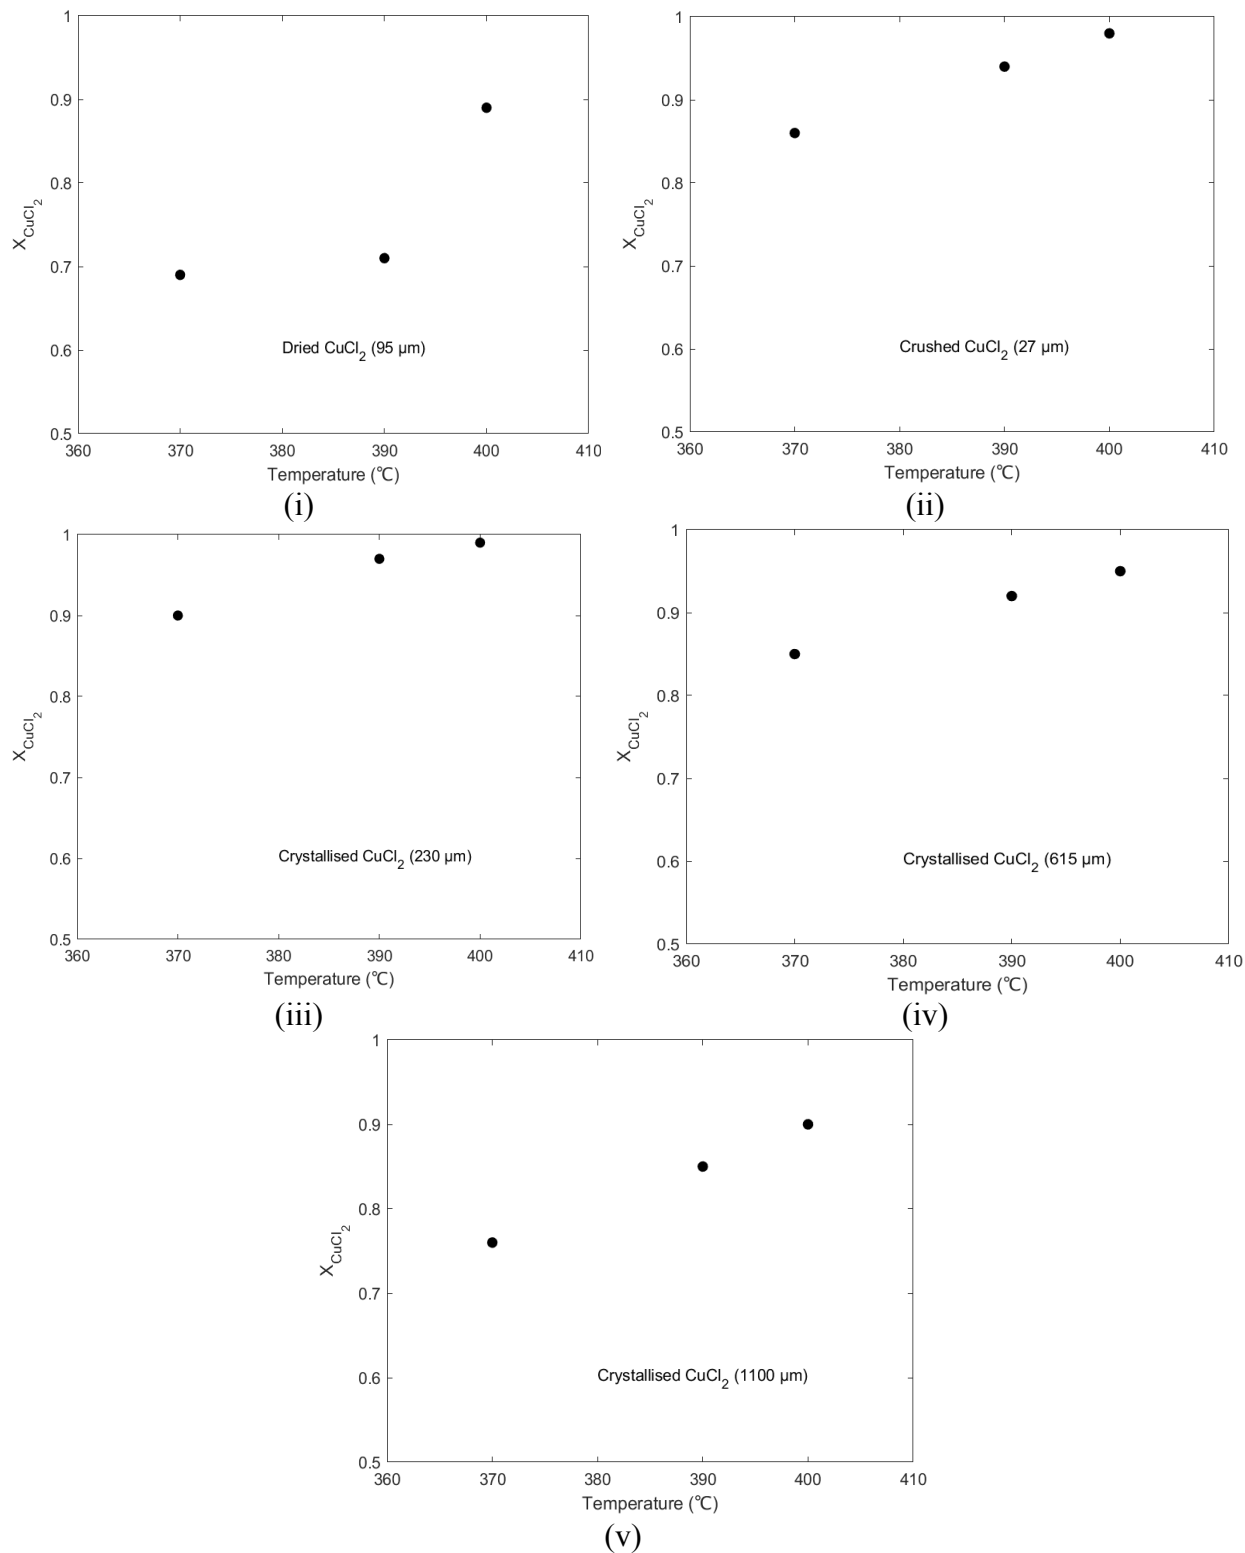 1
0.9
0.8
0.7
0.6
0.5
X_CuCl₂
Dried CuCl₂ (95 µm)
360 370 380 390 400 410
Temperature (℃)
(i)
1
0.9
0.8
0.7
0.6
0.5
X_CuCl₂
Crushed CuCl₂ (27 µm)
360 370 380 390 400 410
Temperature (℃)
(ii)
1
0.9
0.8
0.7
0.6
0.5
X_CuCl₂
Crystallised CuCl₂ (230 µm)
360 370 380 390 400 410
Temperature (℃)
(iii)
1
0.9
0.8
0.7
0.6
0.5
X_CuCl₂
Crystallised CuCl₂ (615 µm)
360 370 380 390 400 410
Temperature (℃)
(iv)
1
0.9
0.8
0.7
0.6
0.5
X_CuCl₂
Crystallised CuCl₂ (1100 µm)
360 370 380 390 400 410
Temperature (℃)
(v)